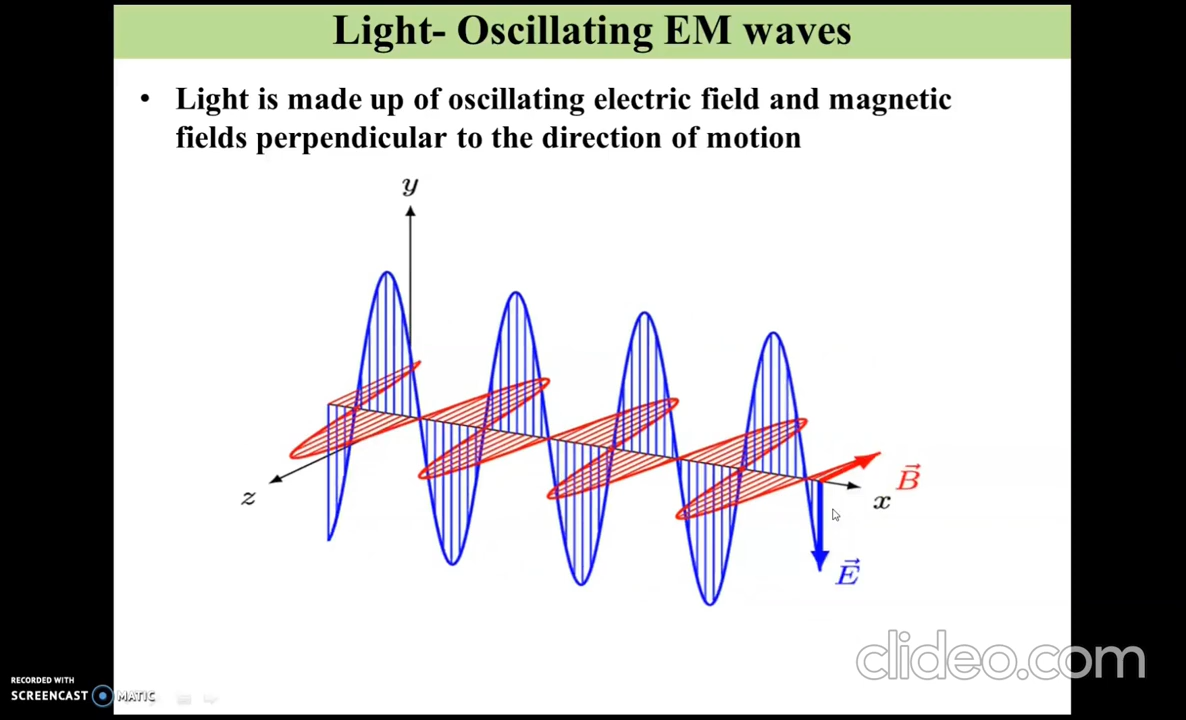 Light- Oscillating EM waves
• Light is made up of oscillating electric field and magnetic
fields perpendicular to the direction of motion
y
z
x
B⃗
E⃗
clideo.com
RECORDED WITH
SCREENCAST MATIC